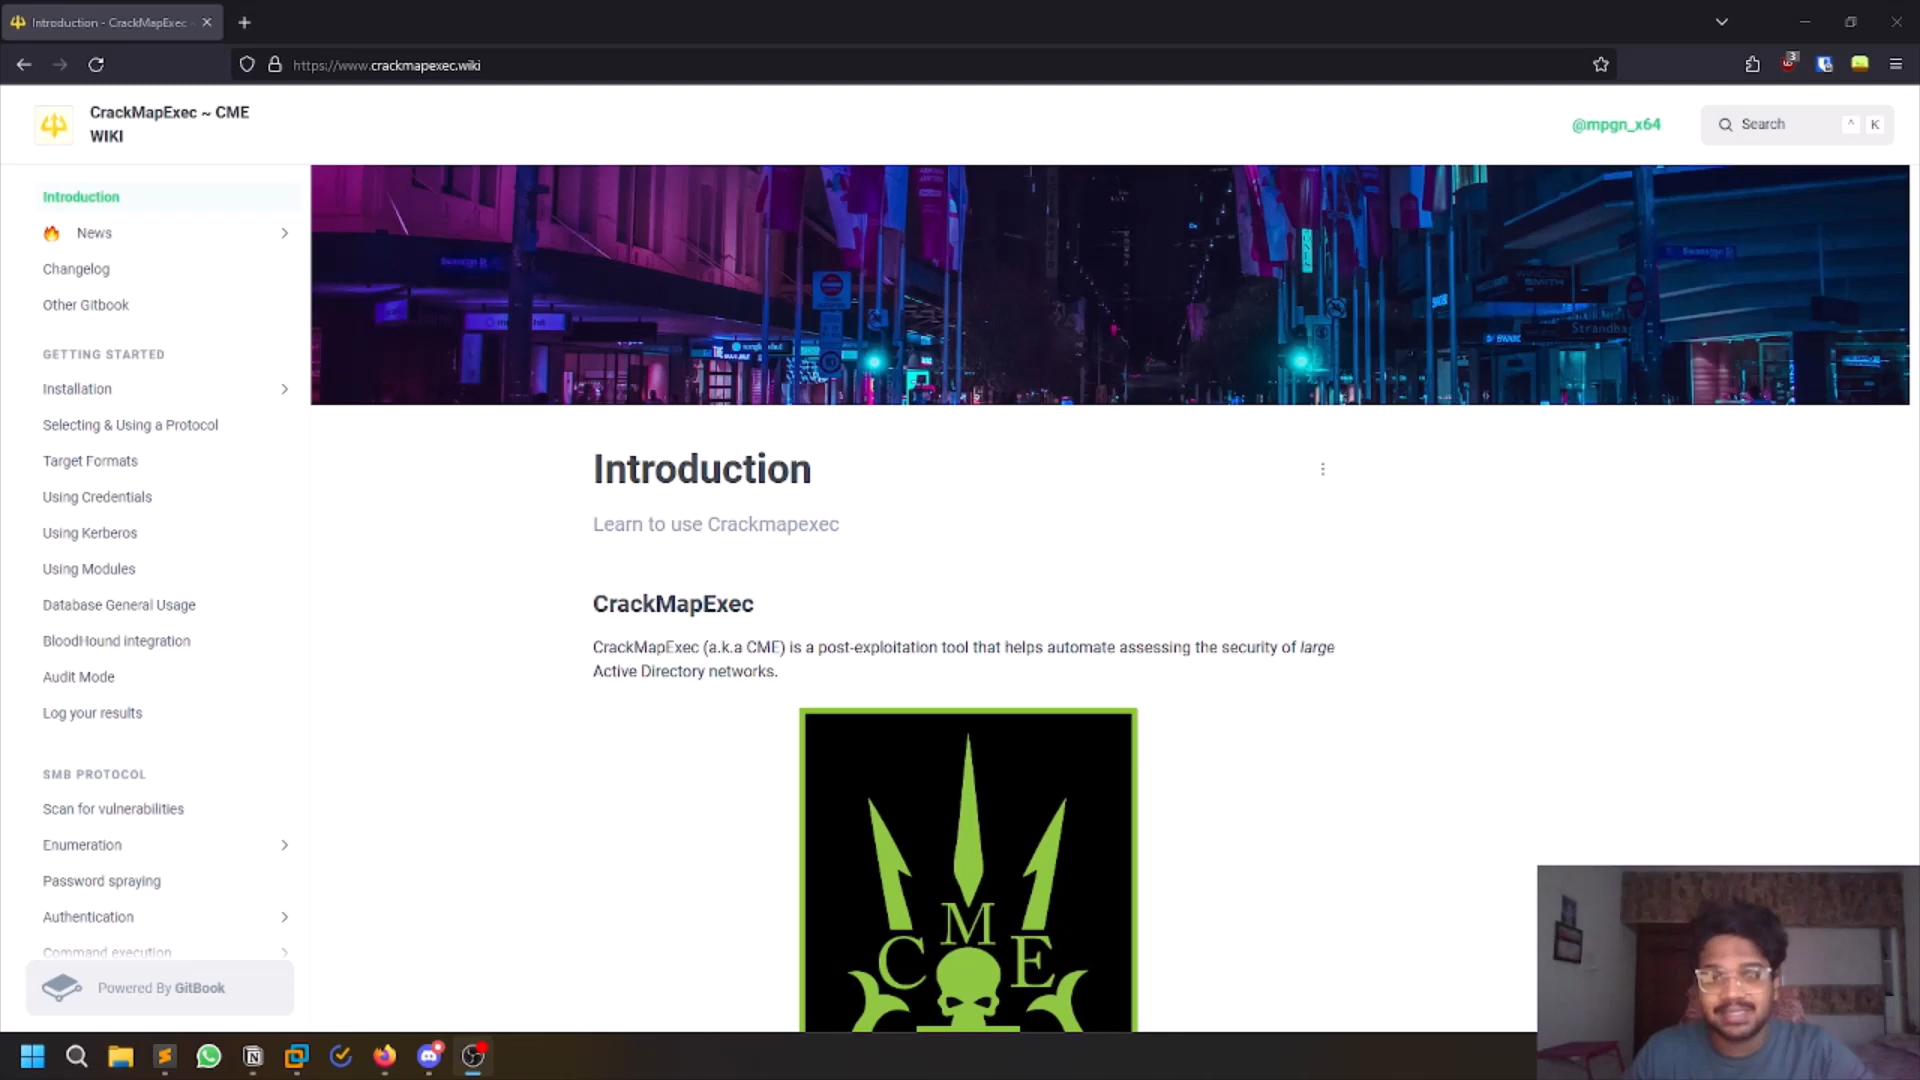 Introduction - CrackMapExec
https://www.crackmapexec.wiki
3
CrackMapExec ~ CME
WIKI
@mpgn_x64
Search
^ K
Introduction
News
Changelog
Other Gitbook
GETTING STARTED
Installation
Selecting & Using a Protocol
Target Formats
Using Credentials
Using Kerberos
Using Modules
Database General Usage
BloodHound integration
Audit Mode
Log your results
SMB PROTOCOL
Scan for vulnerabilities
Enumeration
Password spraying
Authentication
Command execution
Powered By GitBook
Swanston St
Introduction
Learn to use Crackmapexec
CrackMapExec
CrackMapExec (a.k.a CME) is a post-exploitation tool that helps automate assessing the security of large
Active Directory networks.
C M E